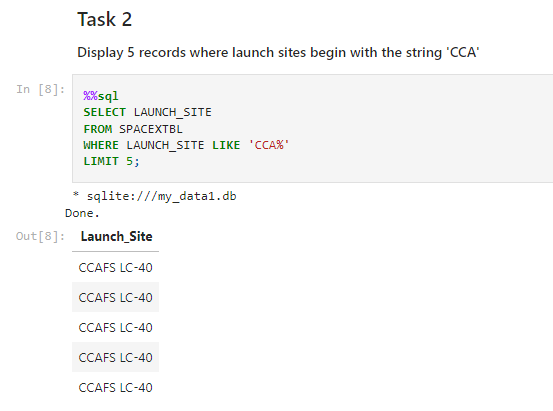 Task 2
Display 5 records where launch sites begin with the string 'CCA'
In [8]:
%%sql
SELECT LAUNCH_SITE
FROM SPACEXTBL
WHERE LAUNCH_SITE LIKE 'CCA%'
LIMIT 5;
* sqlite:///my_data1.db
Done.
Out[8]:
Launch_Site
CCAFS LC-40
CCAFS LC-40
CCAFS LC-40
CCAFS LC-40
CCAFS LC-40